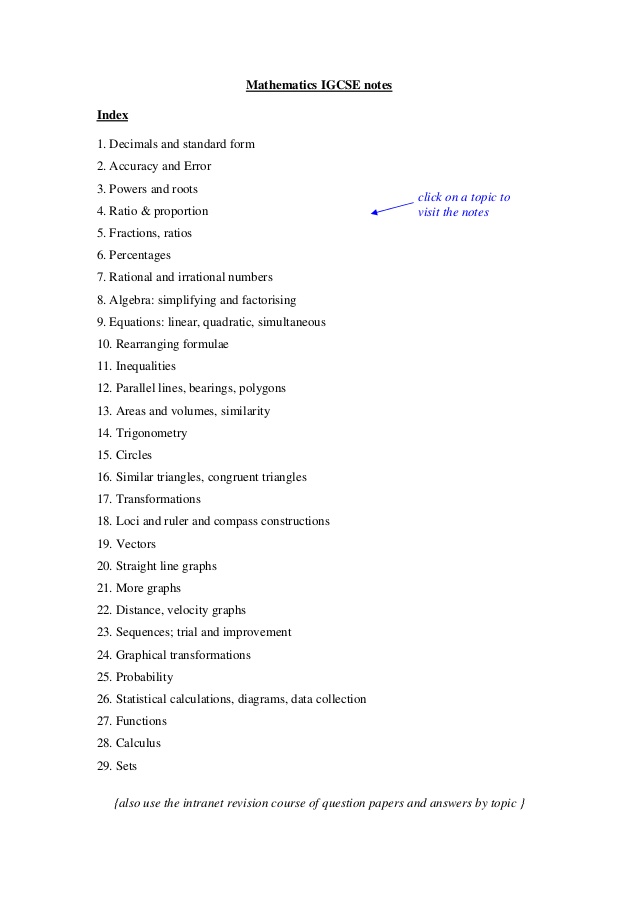 Mathematics IGCSE notes
Index
1. Decimals and standard form
2. Accuracy and Error
3. Powers and roots
4. Ratio & proportion
click on a topic to
visit the notes
5. Fractions, ratios
6. Percentages
7. Rational and irrational numbers
8. Algebra: simplifying and factorising
9. Equations: linear, quadratic, simultaneous
10. Rearranging formulae
11. Inequalities
12. Parallel lines, bearings, polygons
13. Areas and volumes, similarity
14. Trigonometry
15. Circles
16. Similar triangles, congruent triangles
17. Transformations
18. Loci and ruler and compass constructions
19. Vectors
20. Straight line graphs
21. More graphs
22. Distance, velocity graphs
23. Sequences; trial and improvement
24. Graphical transformations
25. Probability
26. Statistical calculations, diagrams, data collection
27. Functions
28. Calculus
29. Sets
{also use the intranet revision course of question papers and answers by topic }